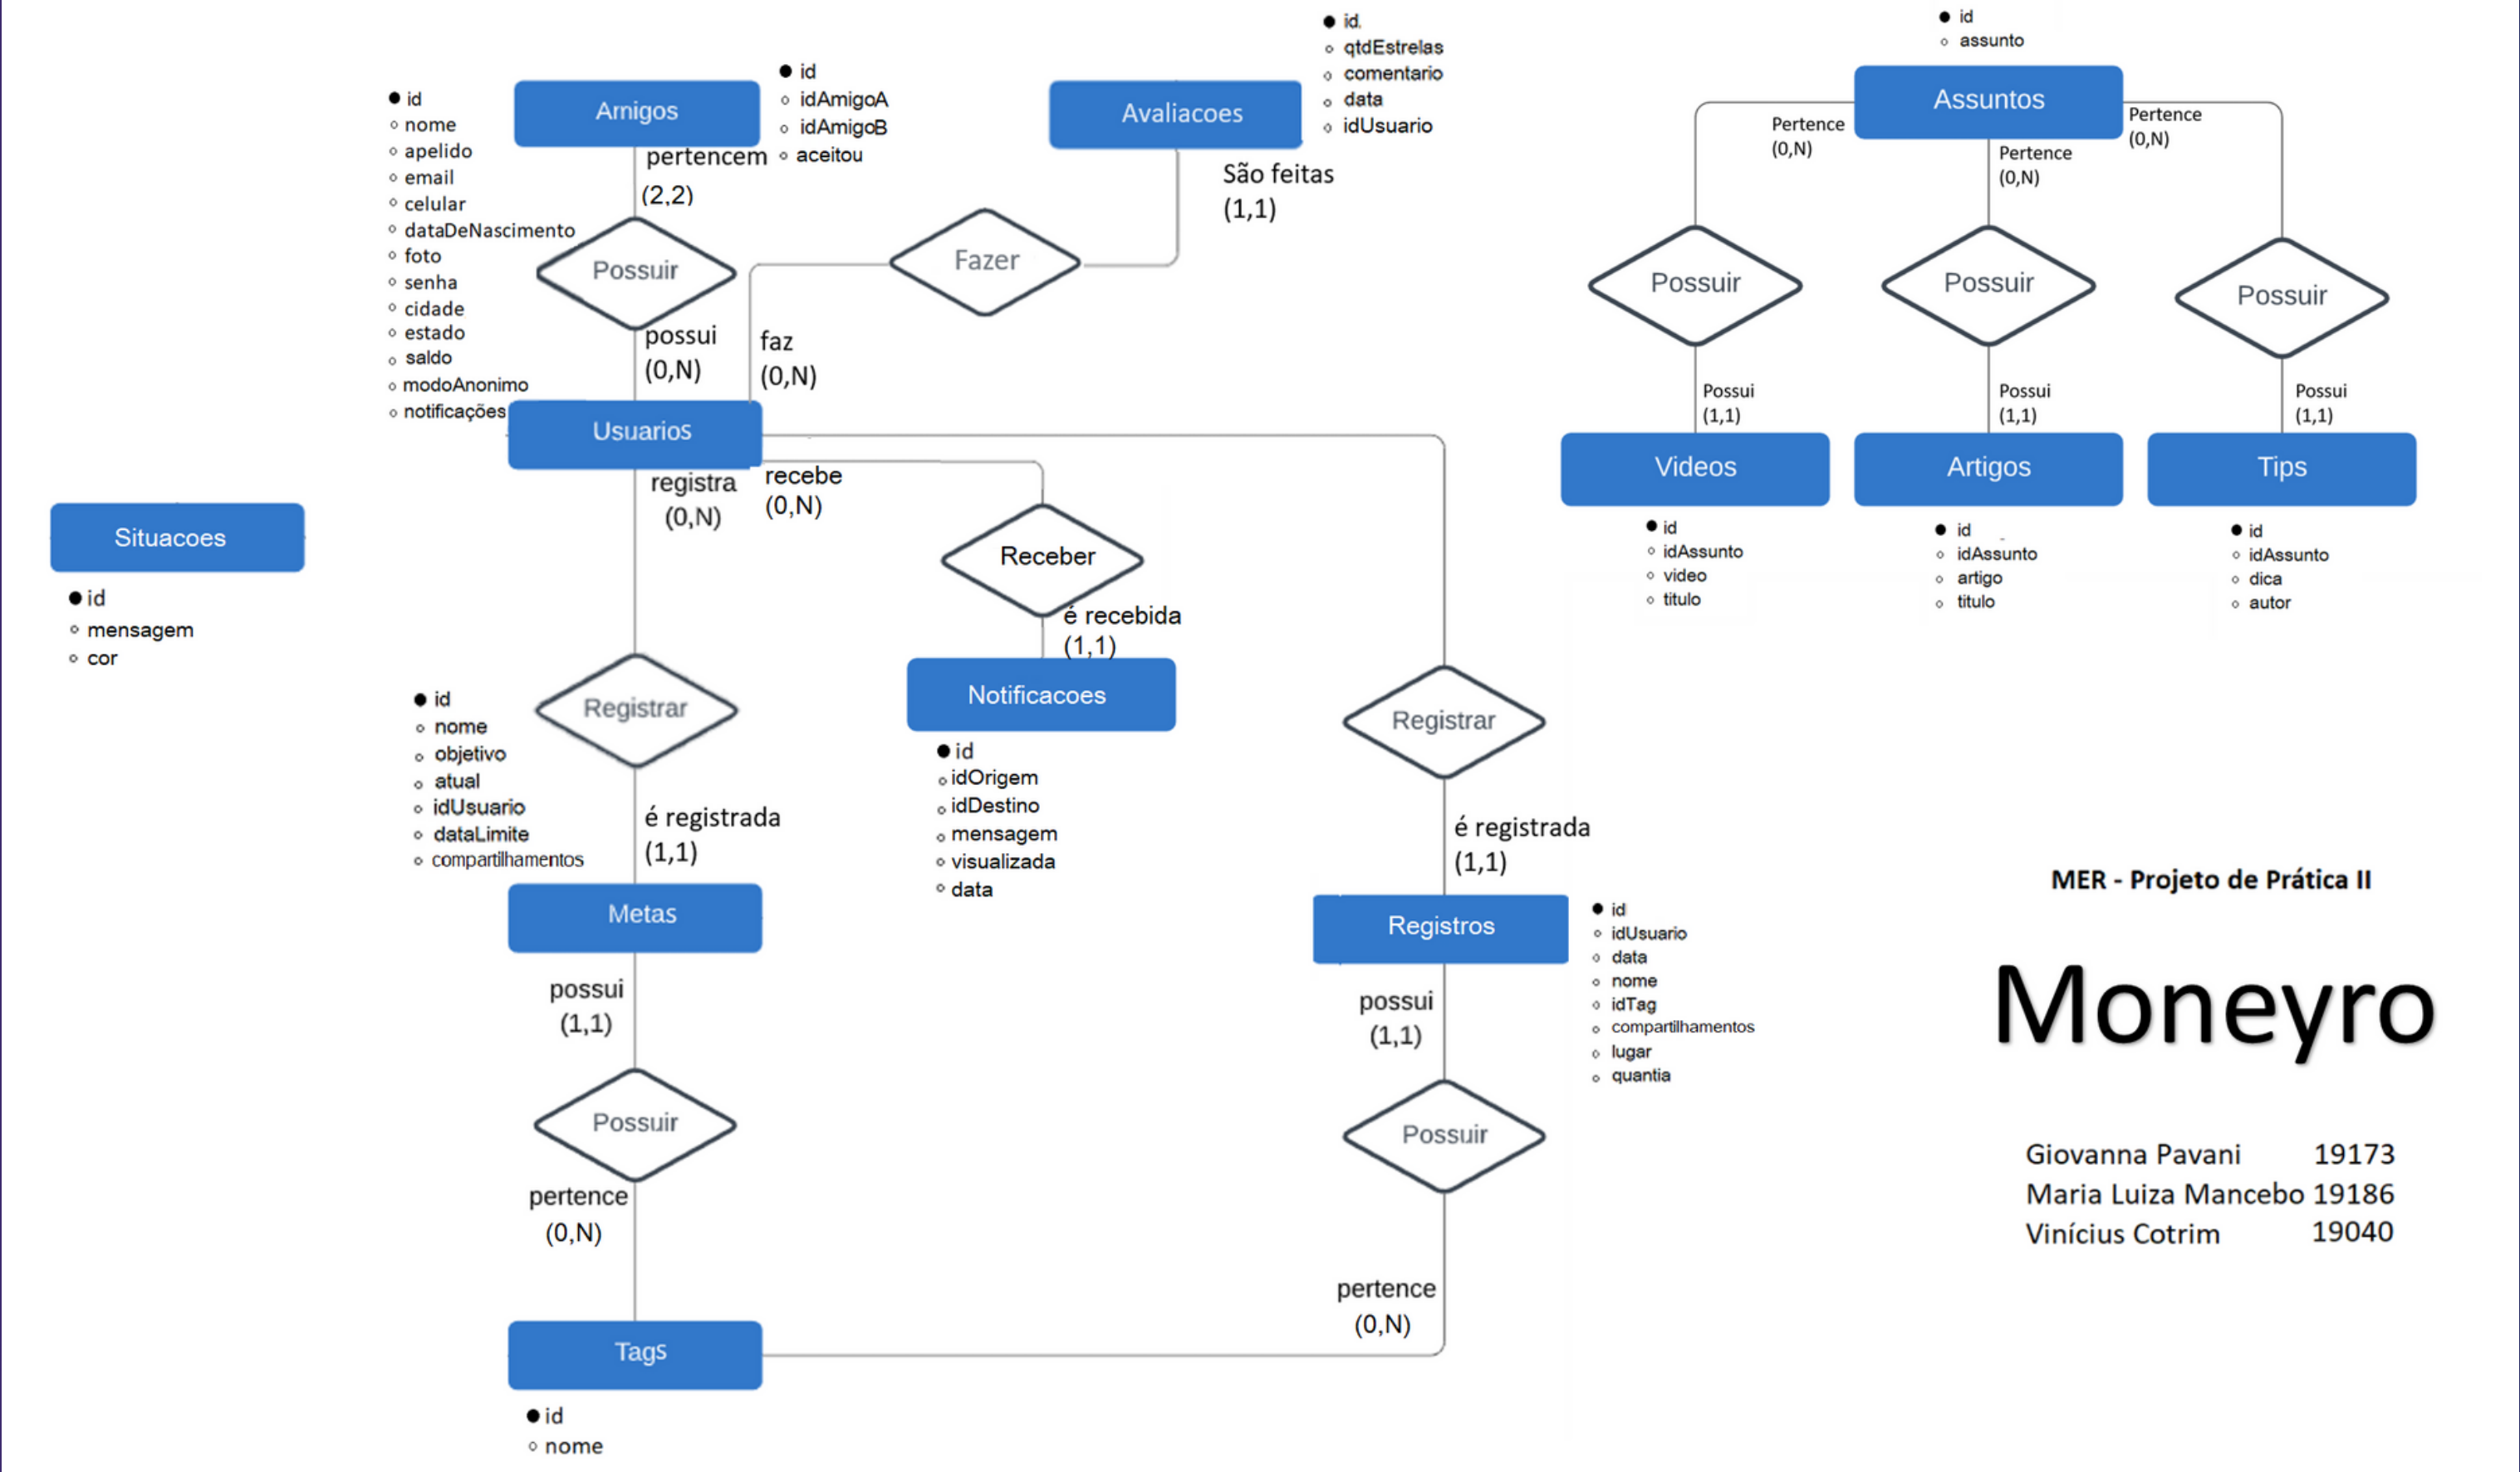 Amigos
● id
○ idAmigoA
○ idAmigoB
○ aceitou
pertencem
(2,2)
Possuir
possui
(0,N)
● id
○ nome
○ apelido
○ email
○ celular
○ dataDeNascimento
○ foto
○ senha
○ cidade
○ estado
○ saldo
○ modoAnonimo
○ notificações
Usuarios
Avaliacoes
● id
○ qtdEstrelas
○ comentario
○ data
○ idUsuario
São feitas
(1,1)
Fazer
faz
(0,N)
● id
○ assunto
Assuntos
Pertence
(0,N)
Pertence
(0,N)
Pertence
(0,N)
Possuir
Possuir
Possuir
Possui
(1,1)
Possui
(1,1)
Possui
(1,1)
Videos
Artigos
Tips
● id
○ idAssunto
○ video
○ titulo
● id
○ idAssunto
○ artigo
○ titulo
● id
○ idAssunto
○ dica
○ autor
Situacoes
● id
○ mensagem
○ cor
registra
(0,N)
recebe
(0,N)
Receber
é recebida
(1,1)
Notificacoes
● id
○ idOrigem
○ idDestino
○ mensagem
○ visualizada
○ data
Registrar
● id
○ nome
○ objetivo
○ atual
○ idUsuario
○ dataLimite
○ compartilhamentos
é registrada
(1,1)
Metas
possui
(1,1)
Possuir
pertence
(0,N)
Tags
● id
○ nome
Registrar
é registrada
(1,1)
Registros
● id
○ idUsuario
○ data
○ nome
○ idTag
○ compartilhamentos
○ lugar
○ quantia
possui
(1,1)
Possuir
pertence
(0,N)
MER - Projeto de Prática II
Moneyro
Giovanna Pavani 19173
Maria Luiza Mancebo 19186
Vinícius Cotrim 19040